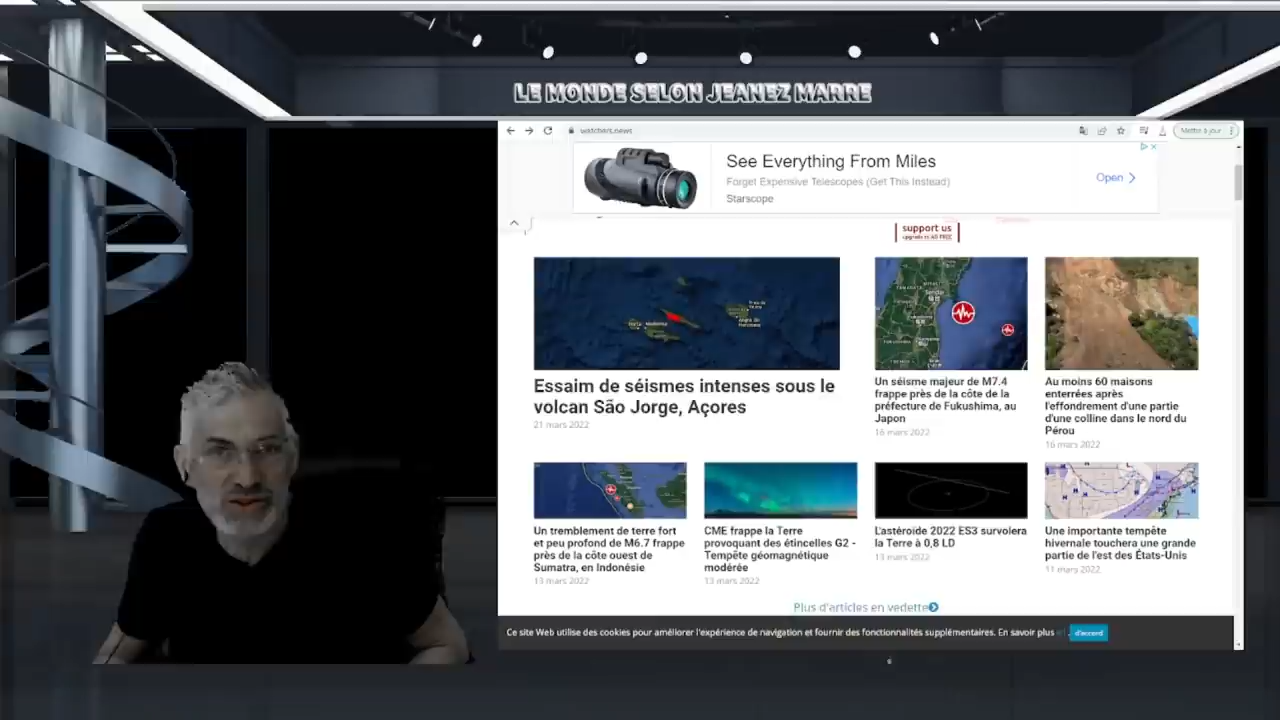 LE MONDE SELON JEANEZ MARRE
watchers.news
Mettre à jour
See Everything From Miles
Forget Expensive Telescopes (Get This Instead)
Open
Starscope
support us
upgrade to AD FREE
Essaim de séismes intenses sous le
volcan São Jorge, Açores
21 mars 2022
Un séisme majeur de M7.4
frappe près de la côte de la
préfecture de Fukushima, au
Japon
16 mars 2022
Au moins 60 maisons
enterrées après
l'effondrement d'une partie
d'une colline dans le nord du
Pérou
16 mars 2022
Un tremblement de terre fort
et peu profond de M6.7 frappe
près de la côte ouest de
Sumatra, en Indonésie
13 mars 2022
CME frappe la Terre
provoquant des étincelles G2 -
Tempête géomagnétique
modérée
13 mars 2022
L'astéroïde 2022 ES3 survolera
la Terre à 0,8 LD
13 mars 2022
Une importante tempête
hivernale touchera une grande
partie de l'est des États-Unis
11 mars 2022
Plus d'articles en vedette
Ce site Web utilise des cookies pour améliorer l'expérience de navigation et fournir des fonctionnalités supplémentaires. En savoir plus
d'accord